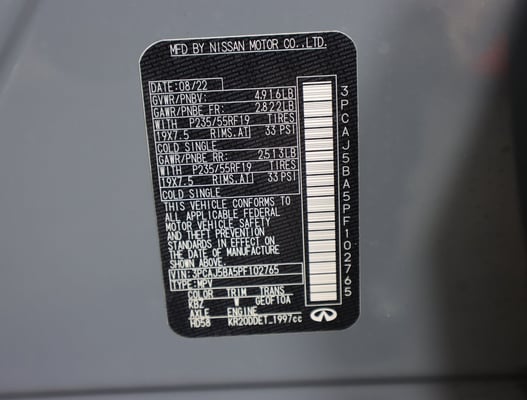 MFD BY NISSAN MOTOR CO.,LTD.
DATE:08/22
GVWR/PNBV: 4916LB
GAWR/PNBE FR: 2822LB
WITH P235/55RF19 TIRES
19X7.5 RIMS.AT 33 PSI
COLD SINGLE
GAWR/PNBE RR: 2513LB
WITH P235/55RF19 TIRES
19X7.5 RIMS.AT 33 PSI
COLD SINGLE
THIS VEHICLE CONFORMS TO
ALL APPLICABLE FEDERAL
MOTOR VEHICLE SAFETY
AND THEFT PREVENTION
STANDARDS IN EFFECT ON
THE DATE OF MANUFACTURE
SHOWN ABOVE.
VIN:3PCAJ5BA5PF102765
TYPE:MPV
COLOR TRIM TRANS
KBZ W GE0F10A
AXLE ENGINE
HD58 KR20DDET 1997cc
3PCAJ5BA5PF102765